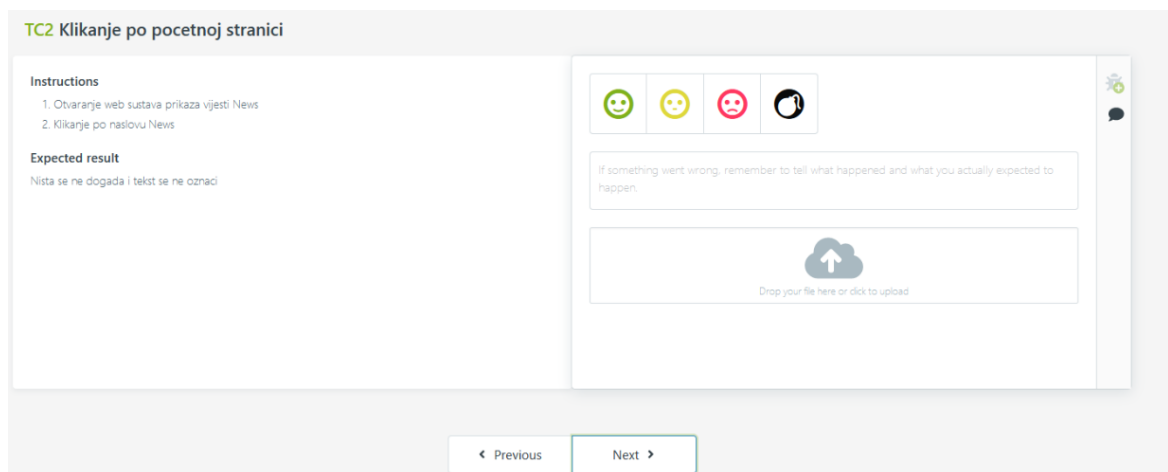 TC2 Klikanje po pocetnoj stranici
Instructions
1. Otvaranje web sustava prikaza vijesti News
2. Klikanje po naslovu News
Expected result
Nista se ne dogada i tekst se ne oznaci
If something went wrong, remember to tell what happened and what you actually expected to
happen.
Drop your file here or click to upload
Previous
Next